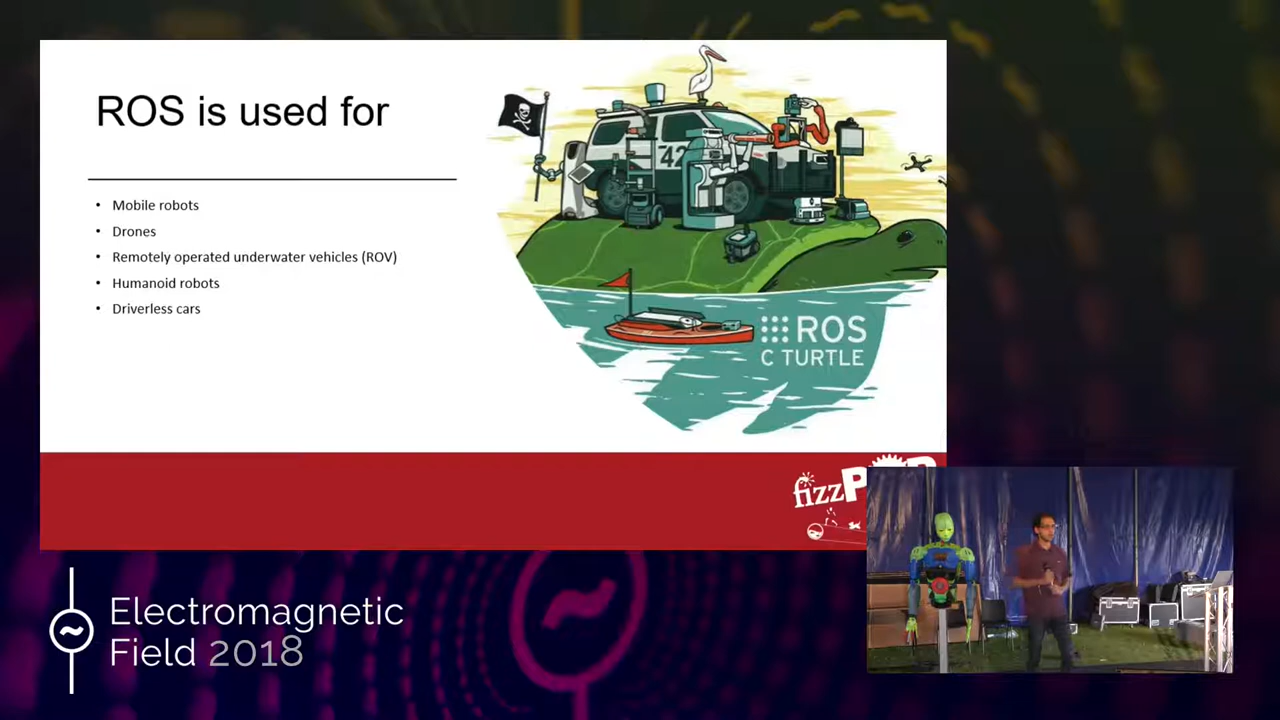 ROS is used for
• Mobile robots
• Drones
• Remotely operated underwater vehicles (ROV)
• Humanoid robots
• Driverless cars
42
ROS
C TURTLE
fizz
Electromagnetic
Field 2018